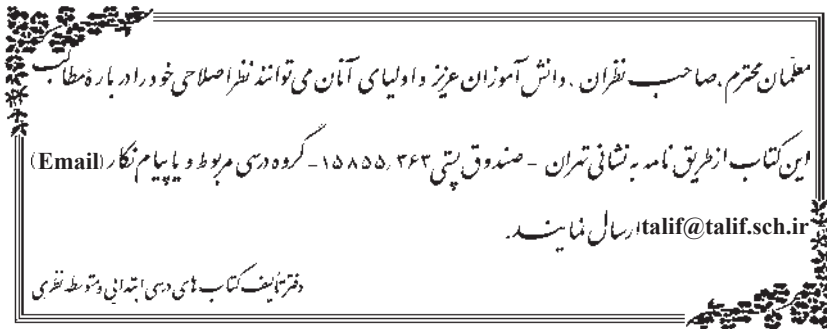 معلّمان محترم، صاحب نظران، دانش آموزان عزیز و اولیای آنان می توانند نظر اصلاحی خود را در بارهٔ مطالب
این کتاب از طریق نامه به نشانی تهران - صندوق پستی ۱۵۸۵۵/۳۶۳ - گروه درسی مربوط و یا پیام نگار (Email)
talif@talif.sch.ir ارسال نمایند.
دفتر تألیف کتاب های درسی ابتدایی و متوسطه نظری